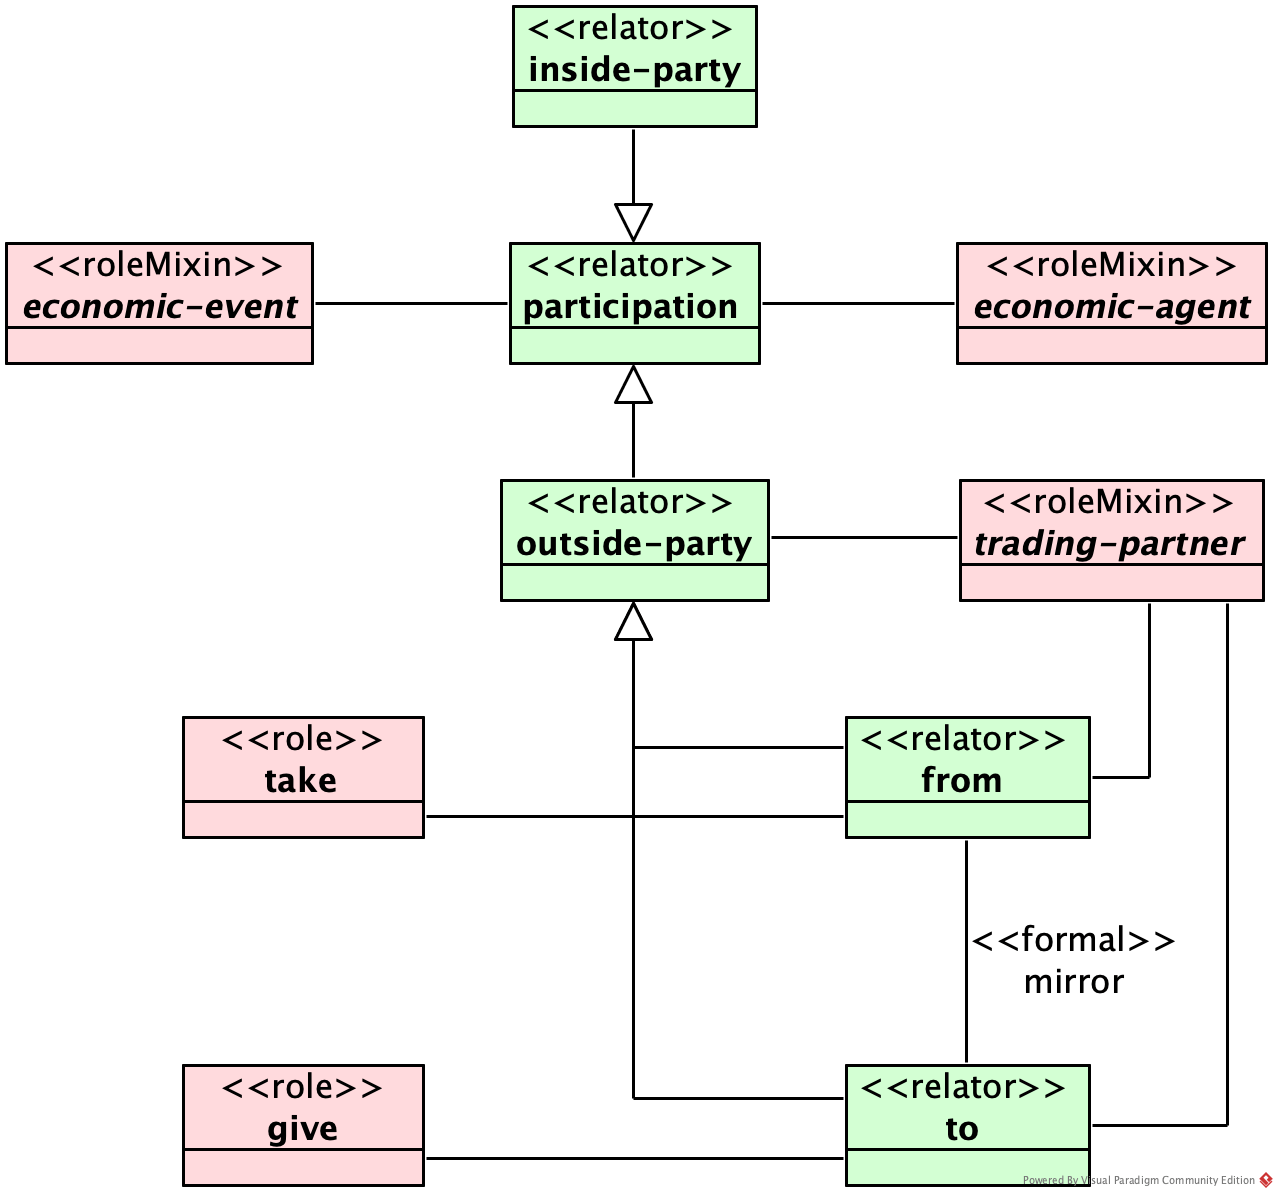 <<relator>>
inside-party
<<roleMixin>>
economic-event
<<relator>>
participation
<<roleMixin>>
economic-agent
<<relator>>
outside-party
<<roleMixin>>
trading-partner
<<role>>
take
<<relator>>
from
<<formal>>
mirror
<<role>>
give
<<relator>>
to
Powered By Visual Paradigm Community Edition